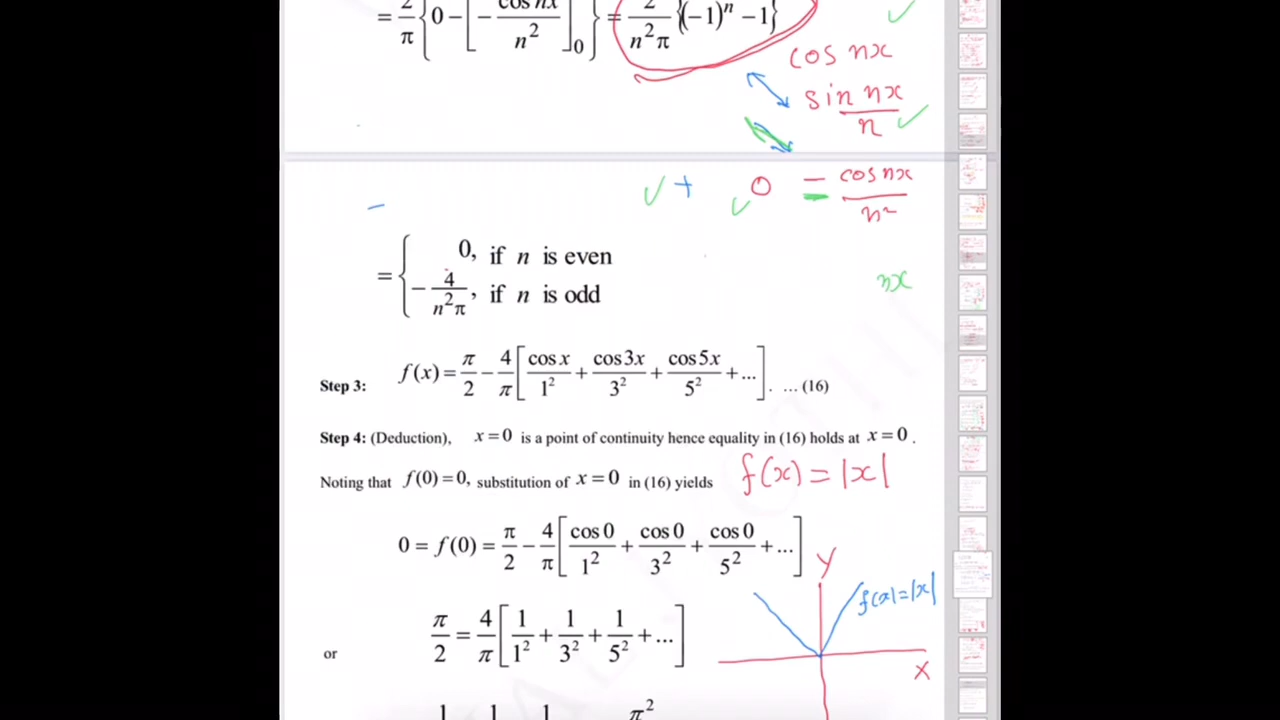 = 2/π {0 − [− cos nx / n²]₀} = 2/n²π {(−1)ⁿ − 1} ✓
cos nx
sin nx / n ✓
✓ + ✓ 0 − cos nx / n²
−
= { 0, if n is even
− 4/n²π, if n is odd
nx
Step 3: f(x) = π/2 − 4/π [cos x/1² + cos 3x/3² + cos 5x/5² + ...]. ... (16)
Step 4: (Deduction), x = 0 is a point of continuity hence equality in (16) holds at x = 0.
Noting that f(0) = 0, substitution of x = 0 in (16) yields f(x) = |x|
0 = f(0) = π/2 − 4/π [cos 0/1² + cos 0/3² + cos 0/5² + ...]
Y
f(x)=|x|
or π/2 = 4/π [1/1² + 1/3² + 1/5² + ...]
X
1 1 1 π²